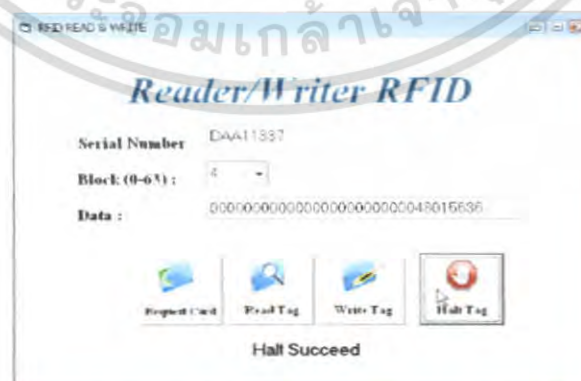 RFID READ & WRITE
Reader/Writer RFID
Serial Number DAA11337
Block (0-63) : 4
Data :
Request Card Read Tag Write Tag Halt Tag
Halt Succeed